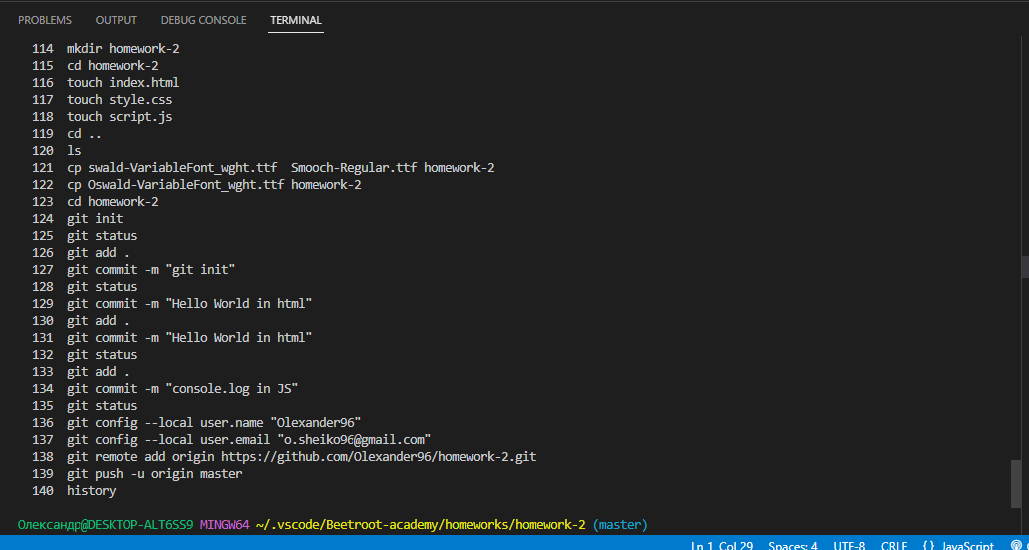 PROBLEMS OUTPUT DEBUG CONSOLE TERMINAL
114 mkdir homework-2
115 cd homework-2
116 touch index.html
117 touch style.css
118 touch script.js
119 cd ..
120 ls
121 cp swald-VariableFont_wght.ttf Smooch-Regular.ttf homework-2
122 cp Oswald-VariableFont_wght.ttf homework-2
123 cd homework-2
124 git init
125 git status
126 git add .
127 git commit -m "git init"
128 git status
129 git commit -m "Hello World in html"
130 git add .
131 git commit -m "Hello World in html"
132 git status
133 git add .
134 git commit -m "console.log in JS"
135 git status
136 git config --local user.name "Olexander96"
137 git config --local user.email "o.sheiko96@gmail.com"
138 git remote add origin https://github.com/Olexander96/homework-2.git
139 git push -u origin master
140 history
Олександр@DESKTOP-ALT6SS9 MINGW64 ~/.vscode/Beetroot-academy/homeworks/homework-2 (master)
Ln 1, Col 29 Spaces: 4 UTF-8 CRLF {} JavaScript